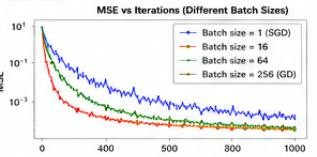 MSE vs Iterations (Different Batch Sizes)
Batch size = 1 (SGD)
Batch size = 16
Batch size = 64
Batch size = 256 (GD)
10¹
10⁻¹
10⁻³
MSE
0 400 500 600 800 1000